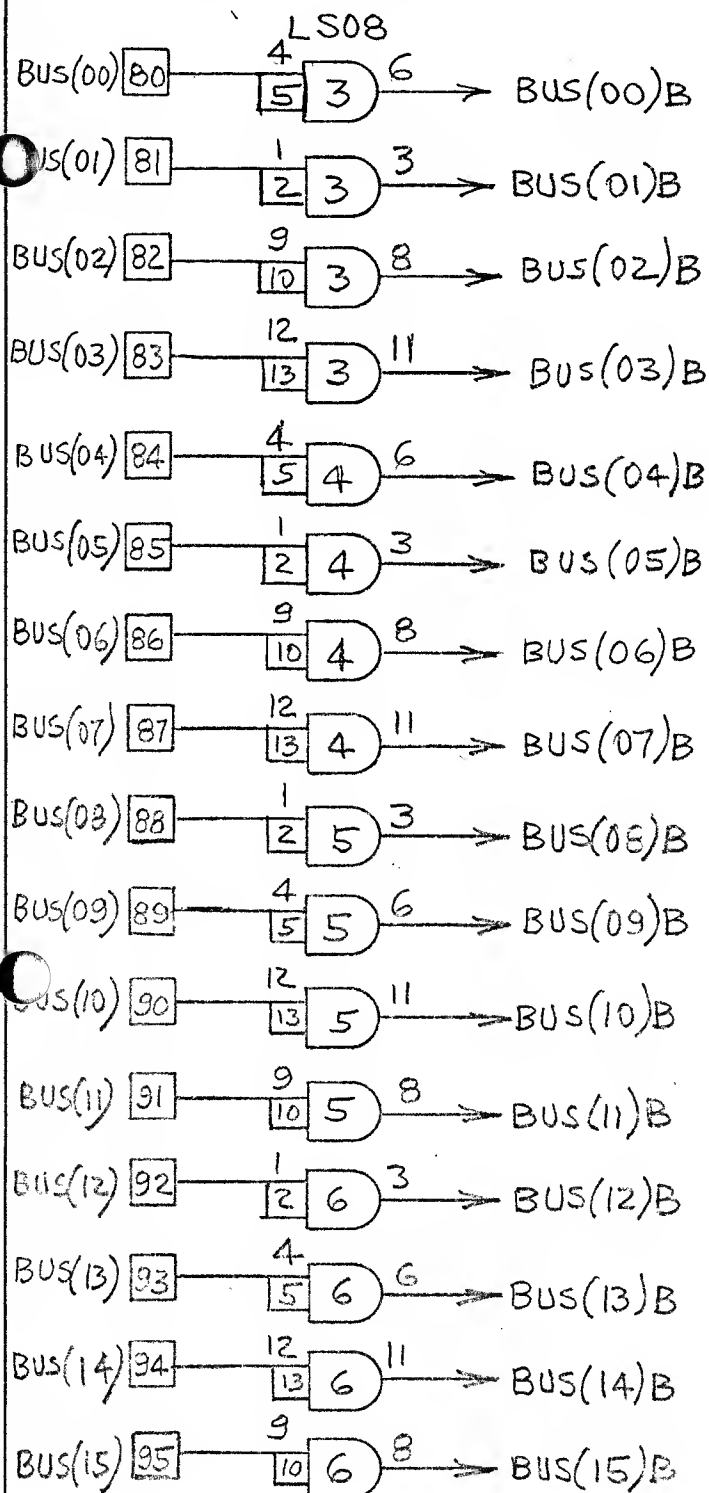 LS08
BUS(00) 80 4 5 3 6 BUS(00)B
US(01) 81 1 2 3 3 BUS(01)B
BUS(02) 82 9 10 3 8 BUS(02)B
BUS(03) 83 12 13 3 11 BUS(03)B
BUS(04) 84 4 5 4 6 BUS(04)B
BUS(05) 85 1 2 4 3 BUS(05)B
BUS(06) 86 9 10 4 8 BUS(06)B
BUS(07) 87 12 13 4 11 BUS(07)B
BUS(08) 88 1 2 5 3 BUS(08)B
BUS(09) 89 4 5 5 6 BUS(09)B
US(10) 90 12 13 5 11 BUS(10)B
BUS(11) 91 9 10 5 8 BUS(11)B
BUS(12) 92 1 2 6 3 BUS(12)B
BUS(13) 93 4 5 6 6 BUS(13)B
BUS(14) 94 12 13 6 11 BUS(14)B
BUS(15) 95 9 10 6 8 BUS(15)B